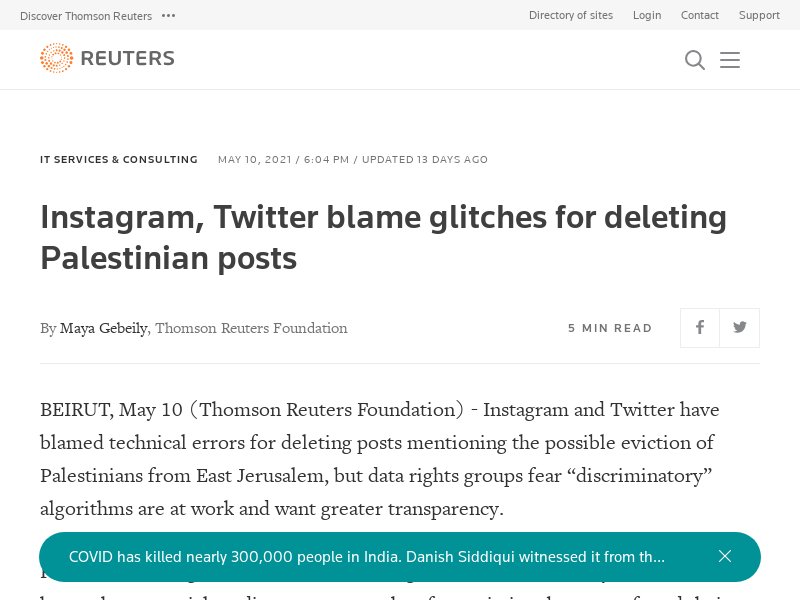 Discover Thomson Reuters
Directory of sites Login Contact Support
REUTERS
IT SERVICES & CONSULTING MAY 10, 2021 / 6:04 PM / UPDATED 13 DAYS AGO
Instagram, Twitter blame glitches for deleting
Palestinian posts
By Maya Gebeily, Thomson Reuters Foundation
5 MIN READ
BEIRUT, May 10 (Thomson Reuters Foundation) - Instagram and Twitter have
blamed technical errors for deleting posts mentioning the possible eviction of
Palestinians from East Jerusalem, but data rights groups fear “discriminatory”
algorithms are at work and want greater transparency.
COVID has killed nearly 300,000 people in India. Danish Siddiqui witnessed it from th...